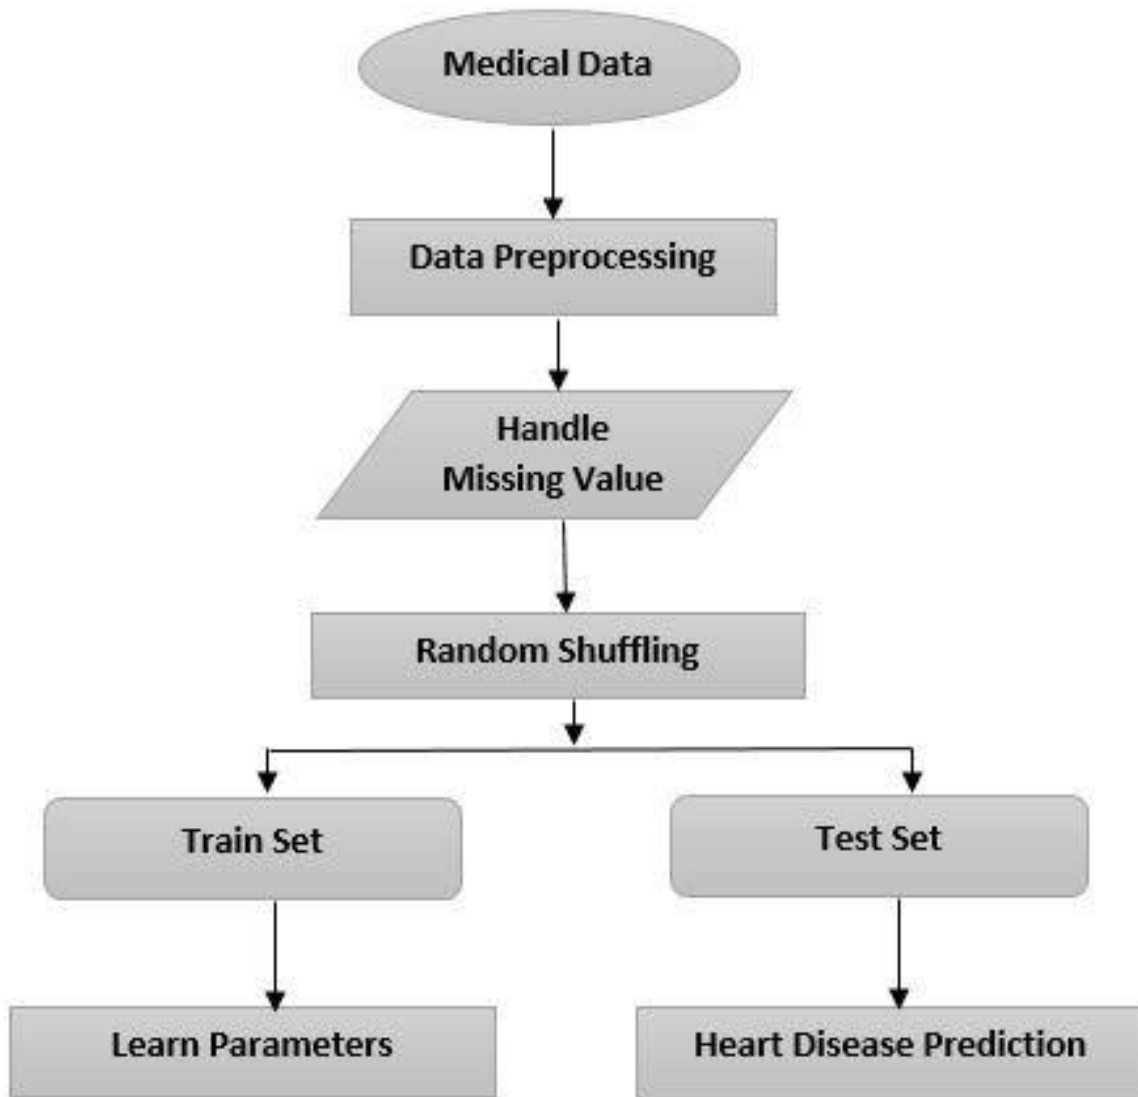 Medical Data
Data Preprocessing
Handle
Missing Value
Random Shuffling
Train Set
Test Set
Learn Parameters
Heart Disease Prediction